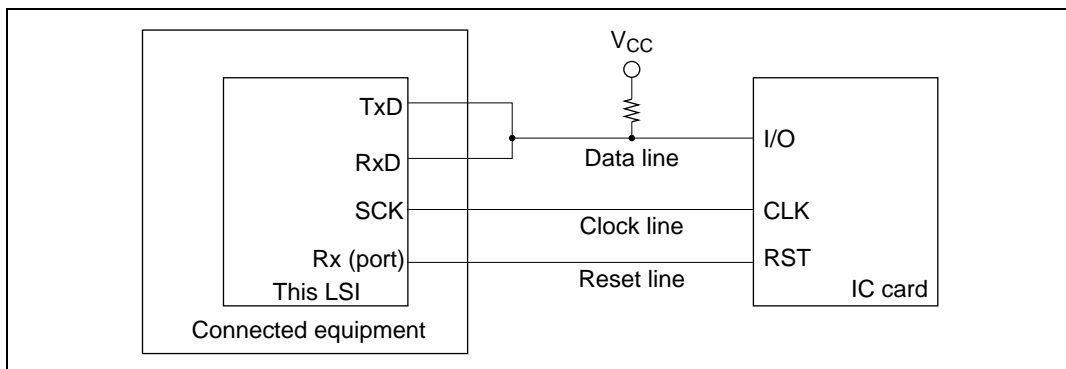 V_CC
TxD
I/O
Data line
RxD
SCK
CLK
Clock line
Rx (port)
RST
Reset line
This LSI
IC card
Connected equipment